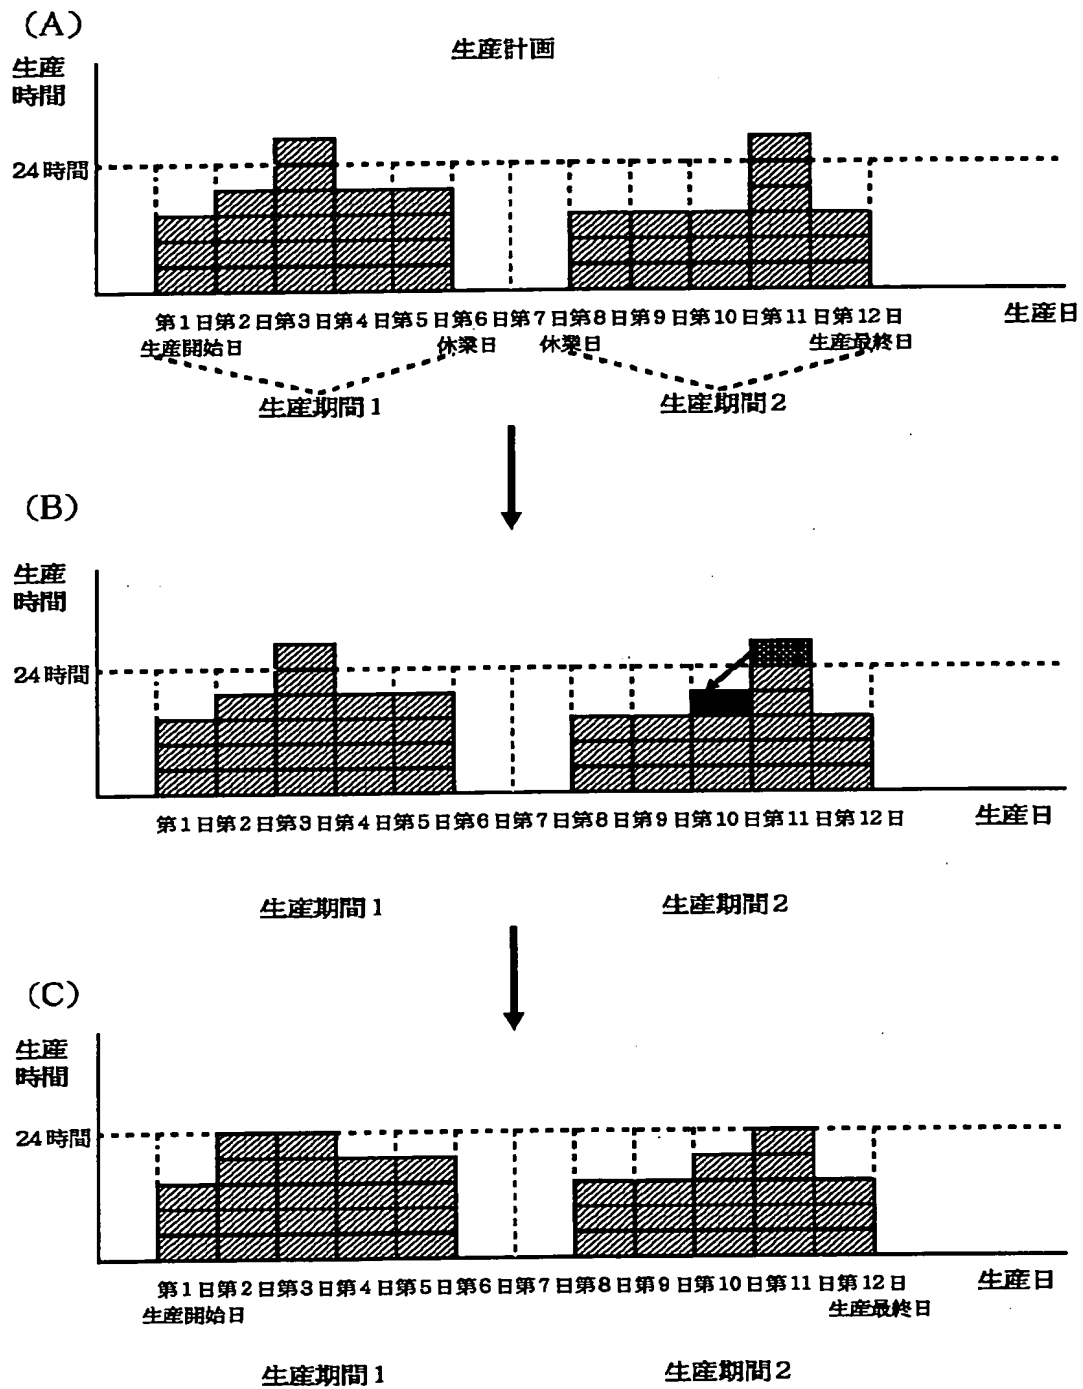 (A)
生産計画
生産
時間
24時間
第1日第2日第3日第4日第5日第6日第7日第8日第9日第10日第11日第12日
生産日
生産開始日 休業日 休業日 生産最終日
生産期間1 生産期間2
(B)
生産
時間
24時間
第1日第2日第3日第4日第5日第6日第7日第8日第9日第10日第11日第12日
生産日
生産期間1 生産期間2
(C)
生産
時間
24時間
第1日第2日第3日第4日第5日第6日第7日第8日第9日第10日第11日第12日
生産日
生産開始日 生産最終日
生産期間1 生産期間2